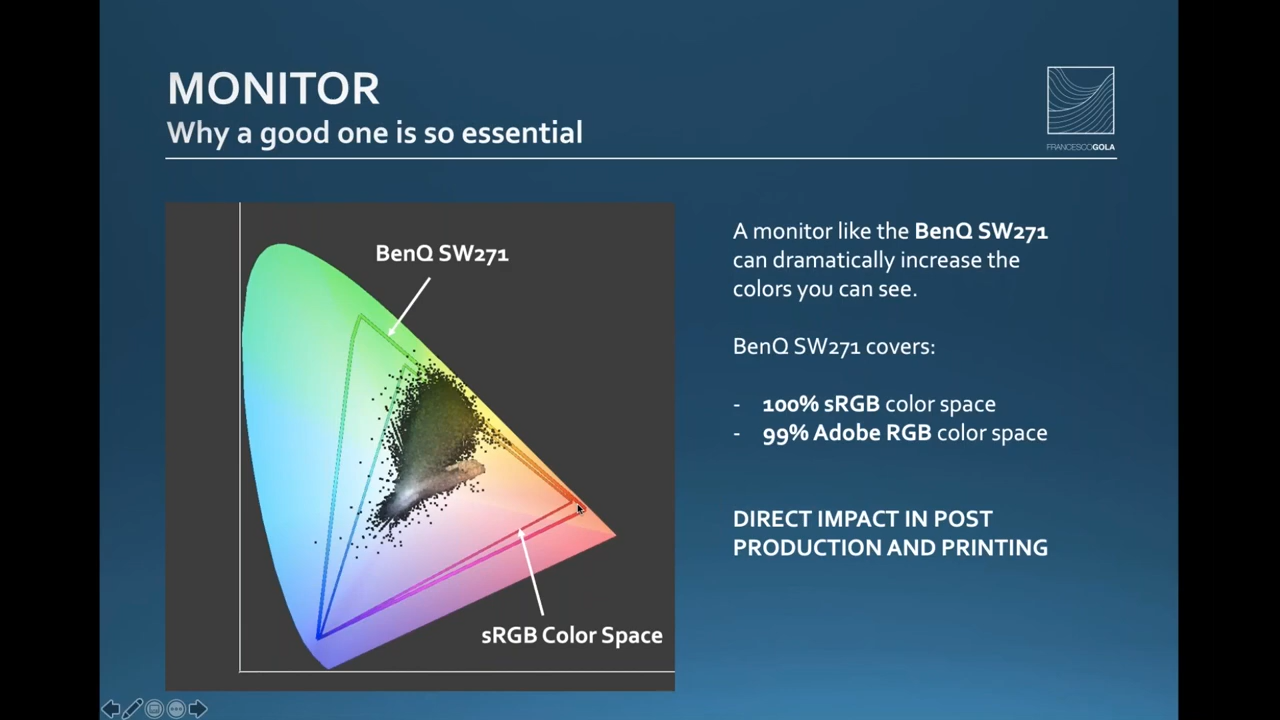 MONITOR
Why a good one is so essential
FRANCESCOGOLA
BenQ SW271
sRGB Color Space
A monitor like the BenQ SW271
can dramatically increase the
colors you can see.
BenQ SW271 covers:
- 100% sRGB color space
- 99% Adobe RGB color space
DIRECT IMPACT IN POST
PRODUCTION AND PRINTING